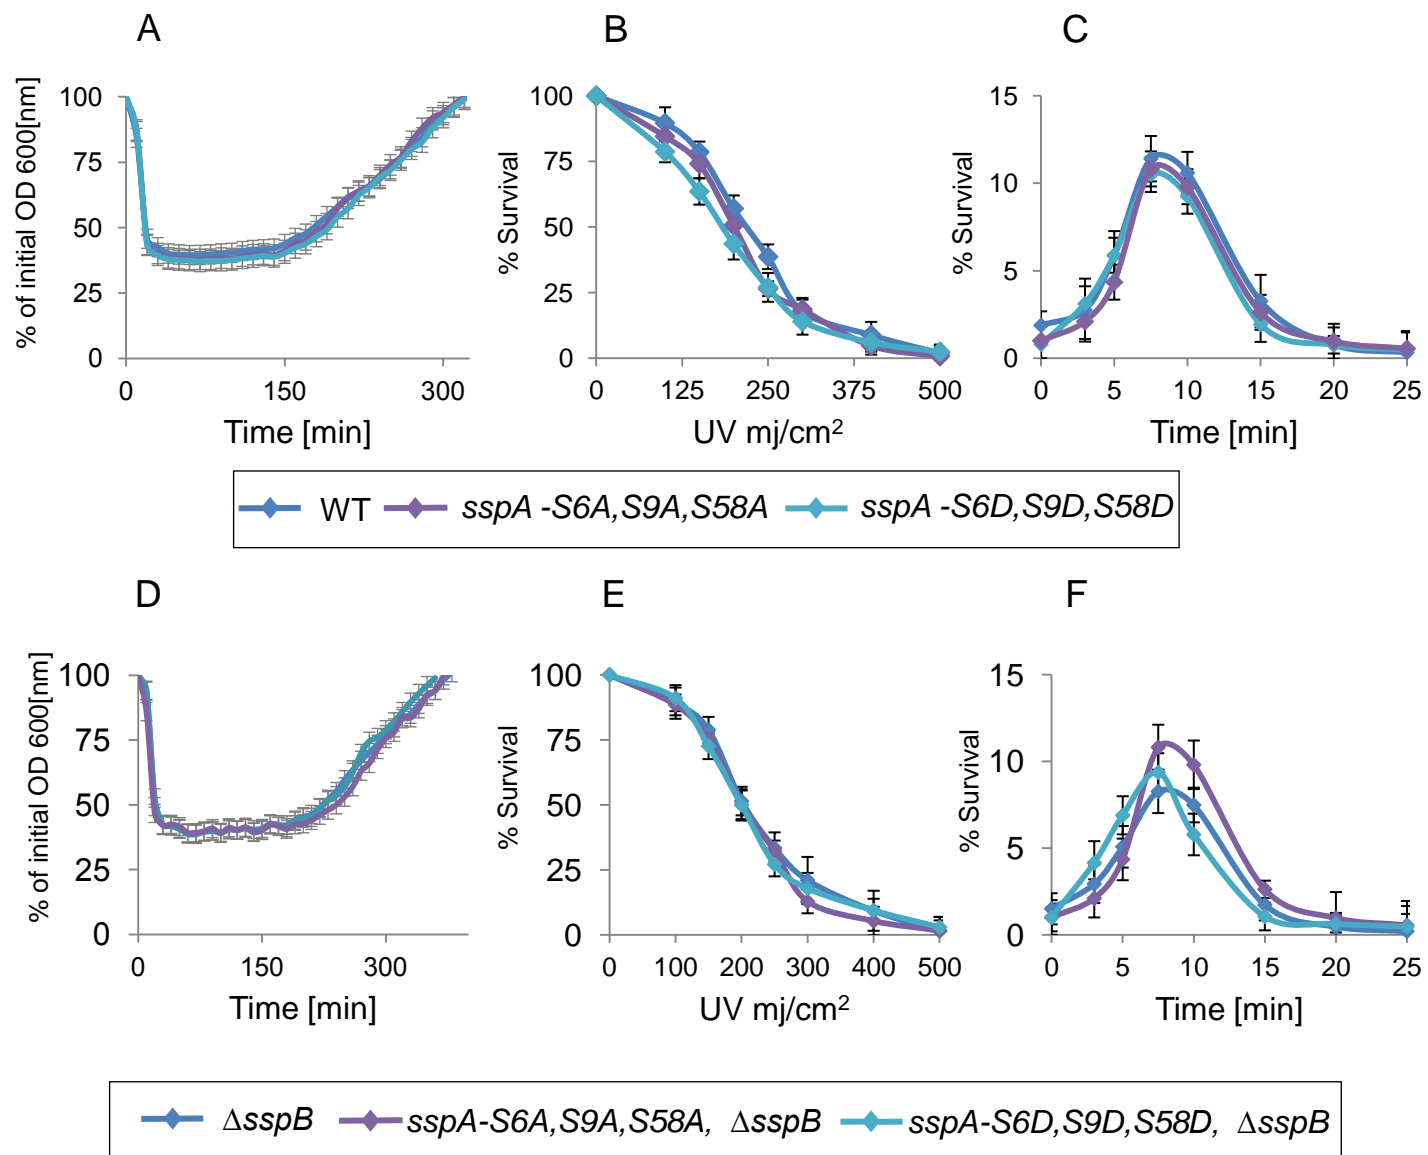 A B C
% of initial OD 600[nm]
100
75
50
25
0
0 150 300
Time [min]
% Survival
100
75
50
25
0
0 125 250 375 500
UV mj/cm²
% Survival
15
10
5
0
0 5 10 15 20 25
Time [min]
WT sspA -S6A,S9A,S58A sspA -S6D,S9D,S58D
D E F
% of initial OD 600[nm]
100
75
50
25
0
0 150 300
Time [min]
% Survival
100
75
50
25
0
0 100 200 300 400 500
UV mj/cm²
% Survival
15
10
5
0
0 5 10 15 20 25
Time [min]
ΔsspB sspA-S6A,S9A,S58A, ΔsspB sspA-S6D,S9D,S58D, ΔsspB